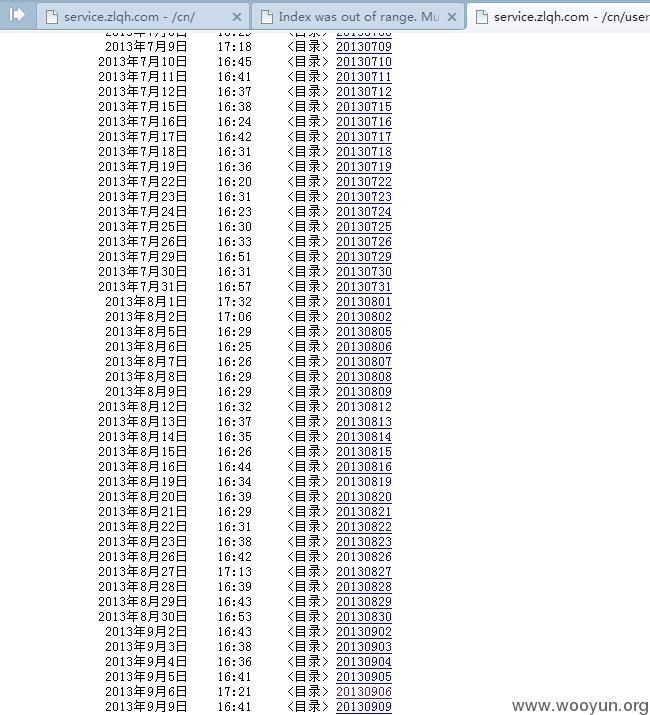 service.zlqh.com - /cn/
Index was out of range. Mu
service.zlqh.com - /cn/user
2013年7月9日 17:18 <目录> 20130709
2013年7月10日 16:45 <目录> 20130710
2013年7月11日 16:41 <目录> 20130711
2013年7月12日 16:37 <目录> 20130712
2013年7月15日 16:38 <目录> 20130715
2013年7月16日 16:24 <目录> 20130716
2013年7月17日 16:42 <目录> 20130717
2013年7月18日 16:31 <目录> 20130718
2013年7月19日 16:36 <目录> 20130719
2013年7月22日 16:20 <目录> 20130722
2013年7月23日 16:31 <目录> 20130723
2013年7月24日 16:23 <目录> 20130724
2013年7月25日 16:30 <目录> 20130725
2013年7月26日 16:33 <目录> 20130726
2013年7月29日 16:51 <目录> 20130729
2013年7月30日 16:31 <目录> 20130730
2013年7月31日 16:57 <目录> 20130731
2013年8月1日 17:32 <目录> 20130801
2013年8月2日 17:06 <目录> 20130802
2013年8月5日 16:29 <目录> 20130805
2013年8月6日 16:25 <目录> 20130806
2013年8月7日 16:26 <目录> 20130807
2013年8月8日 16:29 <目录> 20130808
2013年8月9日 16:29 <目录> 20130809
2013年8月12日 16:32 <目录> 20130812
2013年8月13日 16:37 <目录> 20130813
2013年8月14日 16:35 <目录> 20130814
2013年8月15日 16:26 <目录> 20130815
2013年8月16日 16:44 <目录> 20130816
2013年8月19日 16:34 <目录> 20130819
2013年8月20日 16:39 <目录> 20130820
2013年8月21日 16:29 <目录> 20130821
2013年8月22日 16:31 <目录> 20130822
2013年8月23日 16:38 <目录> 20130823
2013年8月26日 16:42 <目录> 20130826
2013年8月27日 17:13 <目录> 20130827
2013年8月28日 16:39 <目录> 20130828
2013年8月29日 16:43 <目录> 20130829
2013年8月30日 16:53 <目录> 20130830
2013年9月2日 16:43 <目录> 20130902
2013年9月3日 16:38 <目录> 20130903
2013年9月4日 16:36 <目录> 20130904
2013年9月5日 16:41 <目录> 20130905
2013年9月6日 17:21 <目录> 20130906
2013年9月9日 16:41 <目录> 20130909
www.wooyun.org